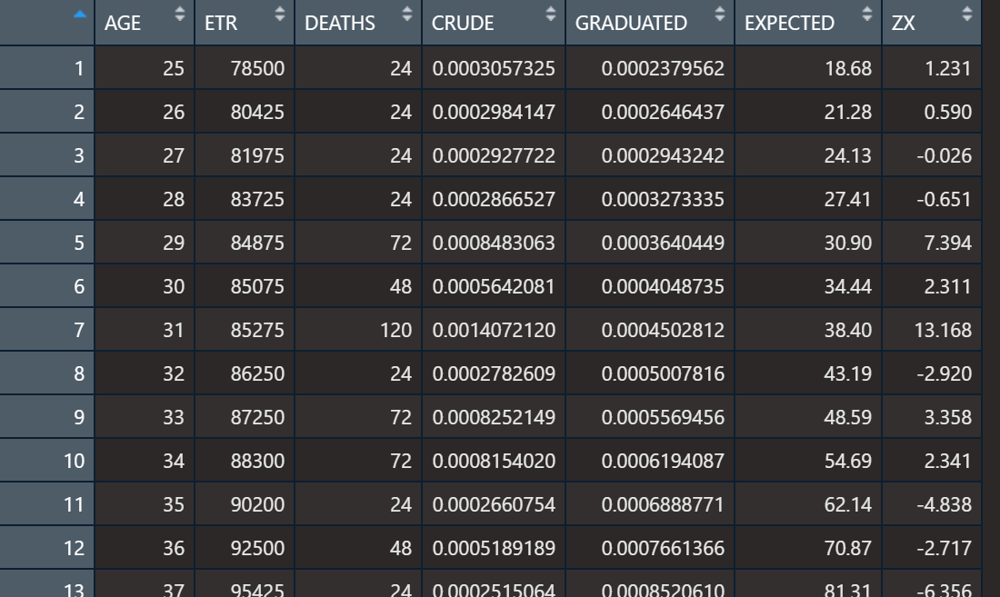 AGE ETR DEATHS CRUDE GRADUATED EXPECTED ZX
1 25 78500 24 0.0003057325 0.0002379562 18.68 1.231
2 26 80425 24 0.0002984147 0.0002646437 21.28 0.590
3 27 81975 24 0.0002927722 0.0002943242 24.13 -0.026
4 28 83725 24 0.0002866527 0.0003273335 27.41 -0.651
5 29 84875 72 0.0008483063 0.0003640449 30.90 7.394
6 30 85075 48 0.0005642081 0.0004048735 34.44 2.311
7 31 85275 120 0.0014072120 0.0004502812 38.40 13.168
8 32 86250 24 0.0002782609 0.0005007816 43.19 -2.920
9 33 87250 72 0.0008252149 0.0005569456 48.59 3.358
10 34 88300 72 0.0008154020 0.0006194087 54.69 2.341
11 35 90200 24 0.0002660754 0.0006888771 62.14 -4.838
12 36 92500 48 0.0005189189 0.0007661366 70.87 -2.717
13 37 95425 24 0.0002515064 0.0008520610 81.31 -6.356